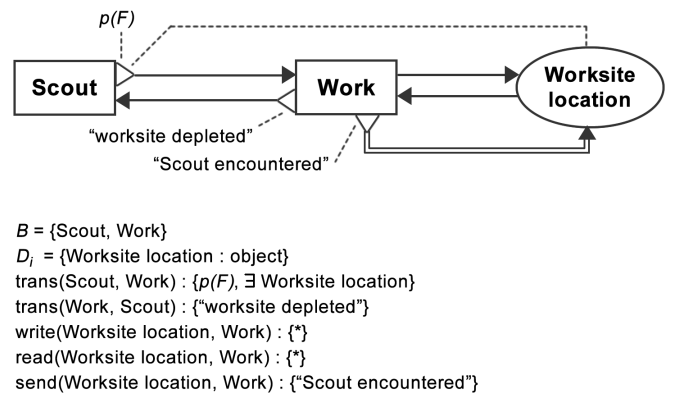 p(F)
Scout
Work
Worksite
location
“worksite depleted”
“Scout encountered”
B = {Scout, Work}
Di = {Worksite location : object}
trans(Scout, Work) : {p(F), ∃ Worksite location}
trans(Work, Scout) : {“worksite depleted”}
write(Worksite location, Work) : {*}
read(Worksite location, Work) : {*}
send(Worksite location, Work) : {“Scout encountered”}